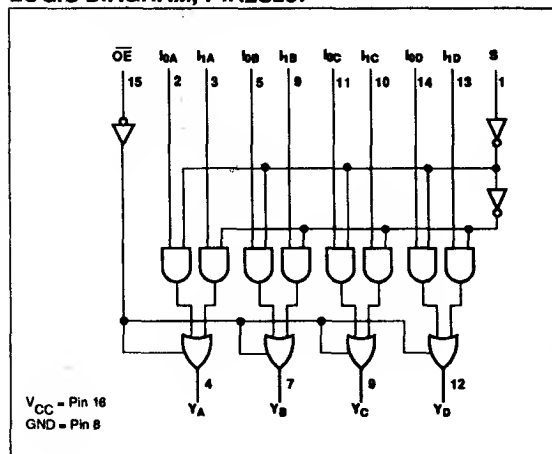 OE I0A I1A I0B I1B I0C I1C I0D I1D S
15 2 3 5 9 11 10 14 13 1
4 7 9 12
VCC = Pin 16
GND = Pin 8
YA YB YC YD